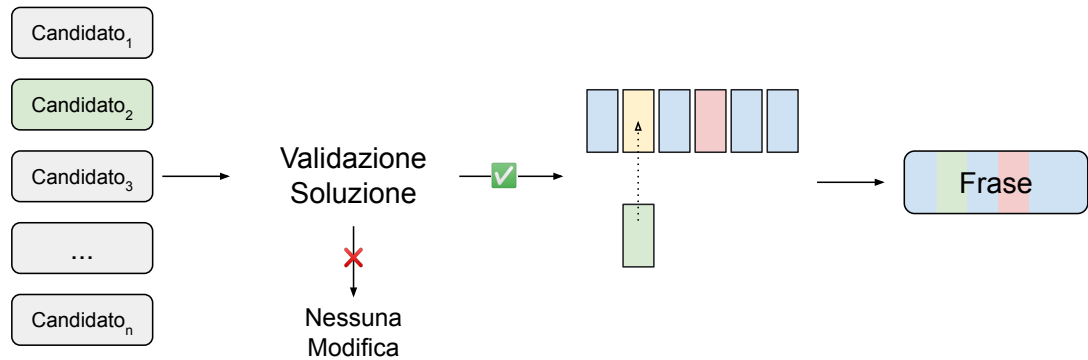 Candidato₁
Candidato₂
Candidato₃
...
Candidatoₙ
Validazione
Soluzione
Nessuna
Modifica
Frase